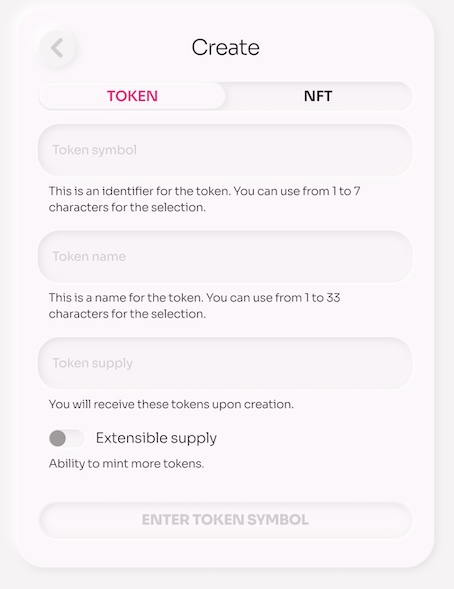 Create
TOKEN
NFT
Token symbol
This is an identifier for the token. You can use from 1 to 7
characters for the selection.
Token name
This is a name for the token. You can use from 1 to 33
characters for the selection.
Token supply
You will receive these tokens upon creation.
Extensible supply
Ability to mint more tokens.
ENTER TOKEN SYMBOL